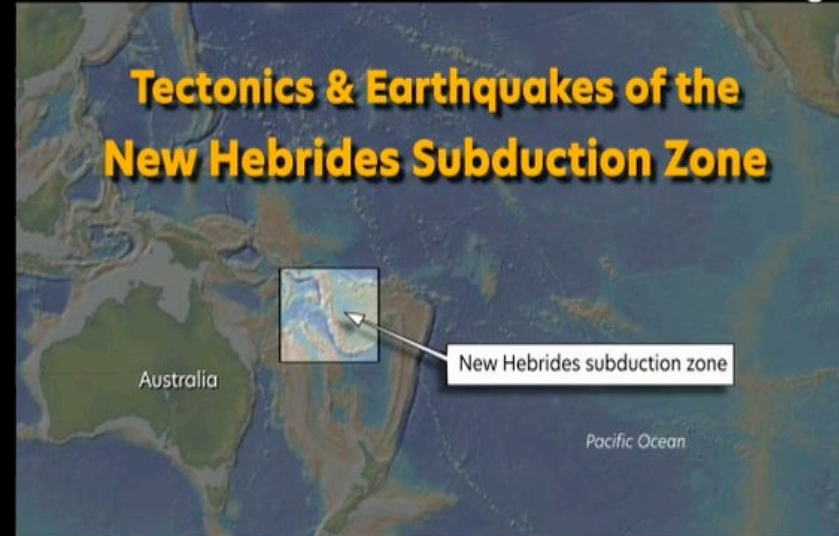 Tectonics & Earthquakes of the
New Hebrides Subduction Zone
New Hebrides subduction zone
Australia
Pacific Ocean